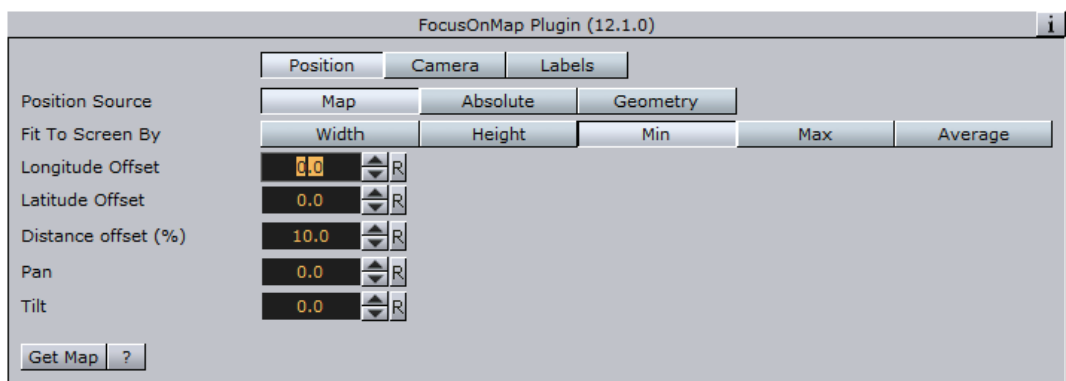 FocusOnMap Plugin (12.1.0) i
Position Camera Labels
Position Source Map Absolute Geometry
Fit To Screen By Width Height Min Max Average
Longitude Offset 0.0 R
Latitude Offset 0.0 R
Distance offset (%) 10.0 R
Pan 0.0 R
Tilt 0.0 R
Get Map ?